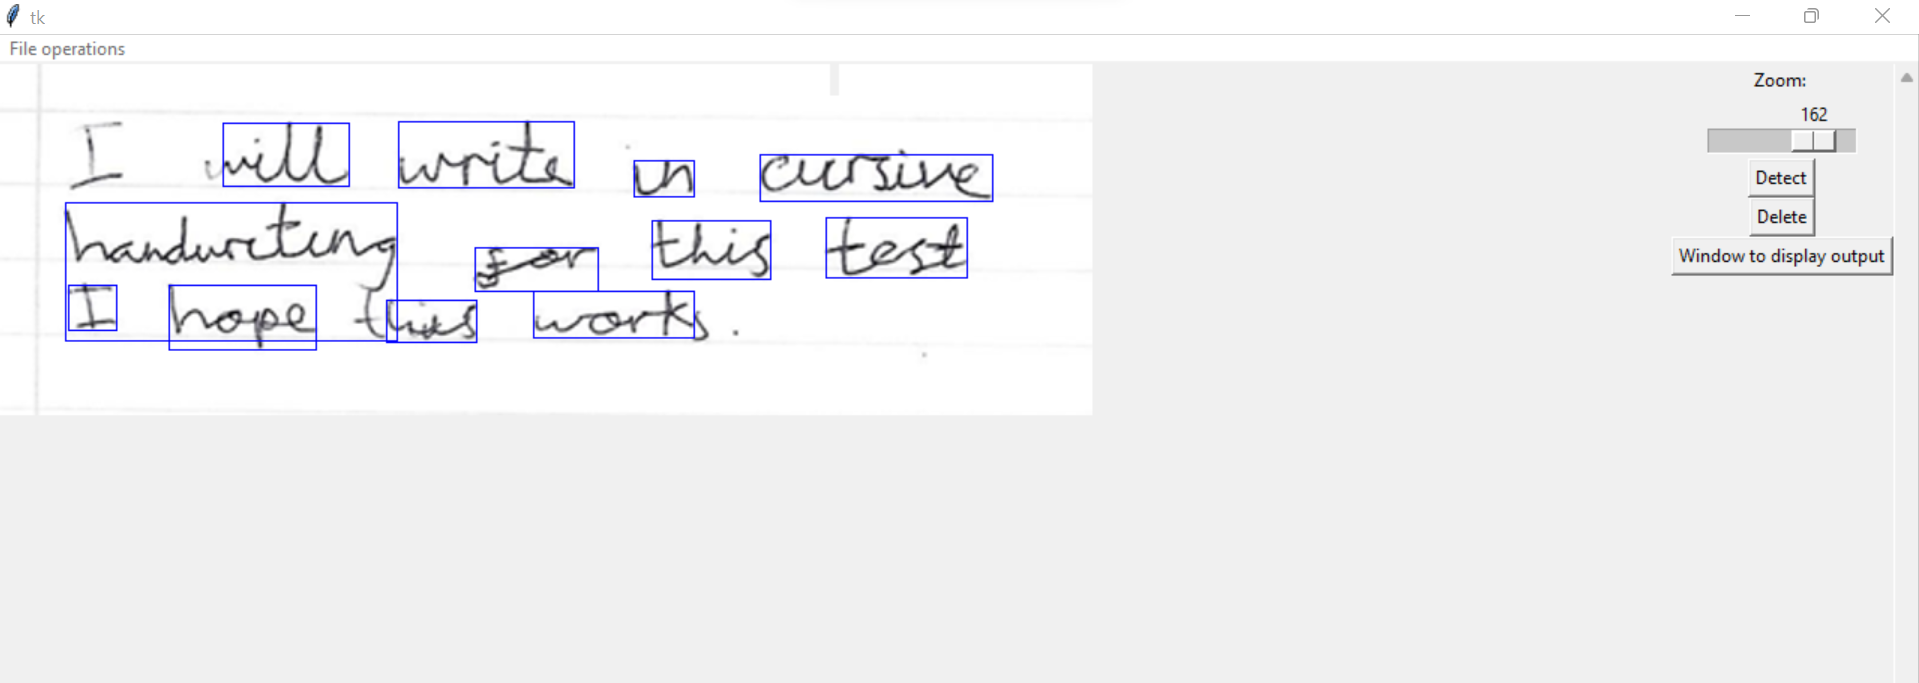 tk
File operations
Zoom:
162
Detect
Delete
Window to display output
I will write in cursive
handwriting for this test
I hope this works.